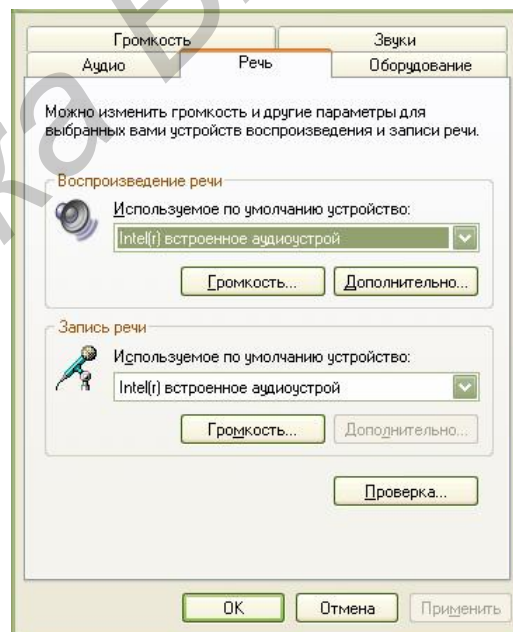 Громкость
Звуки
Аудио
Речь
Оборудование
Можно изменить громкость и другие параметры для
выбранных вами устройств воспроизведения и записи речи.
Воспроизведение речи
Используемое по умолчанию устройство:
Intel(r) встроенное аудиоустрой
Громкость...
Дополнительно...
Запись речи
Используемое по умолчанию устройство:
Intel(r) встроенное аудиоустрой
Громкость...
Дополнительно...
Проверка...
OK
Отмена
Применить